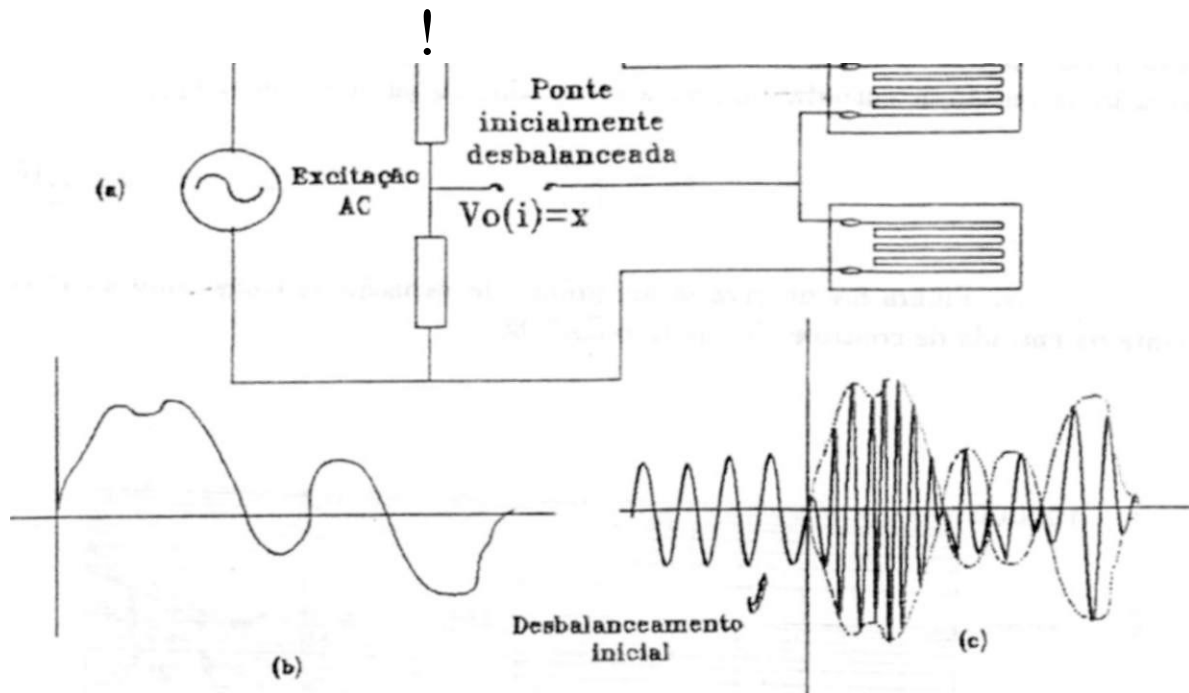 !
Ponte
inicialmente
desbalanceada
(a)
Excitação
AC
Vo(i)=x
Desbalanceamento
inicial
(b)
(c)